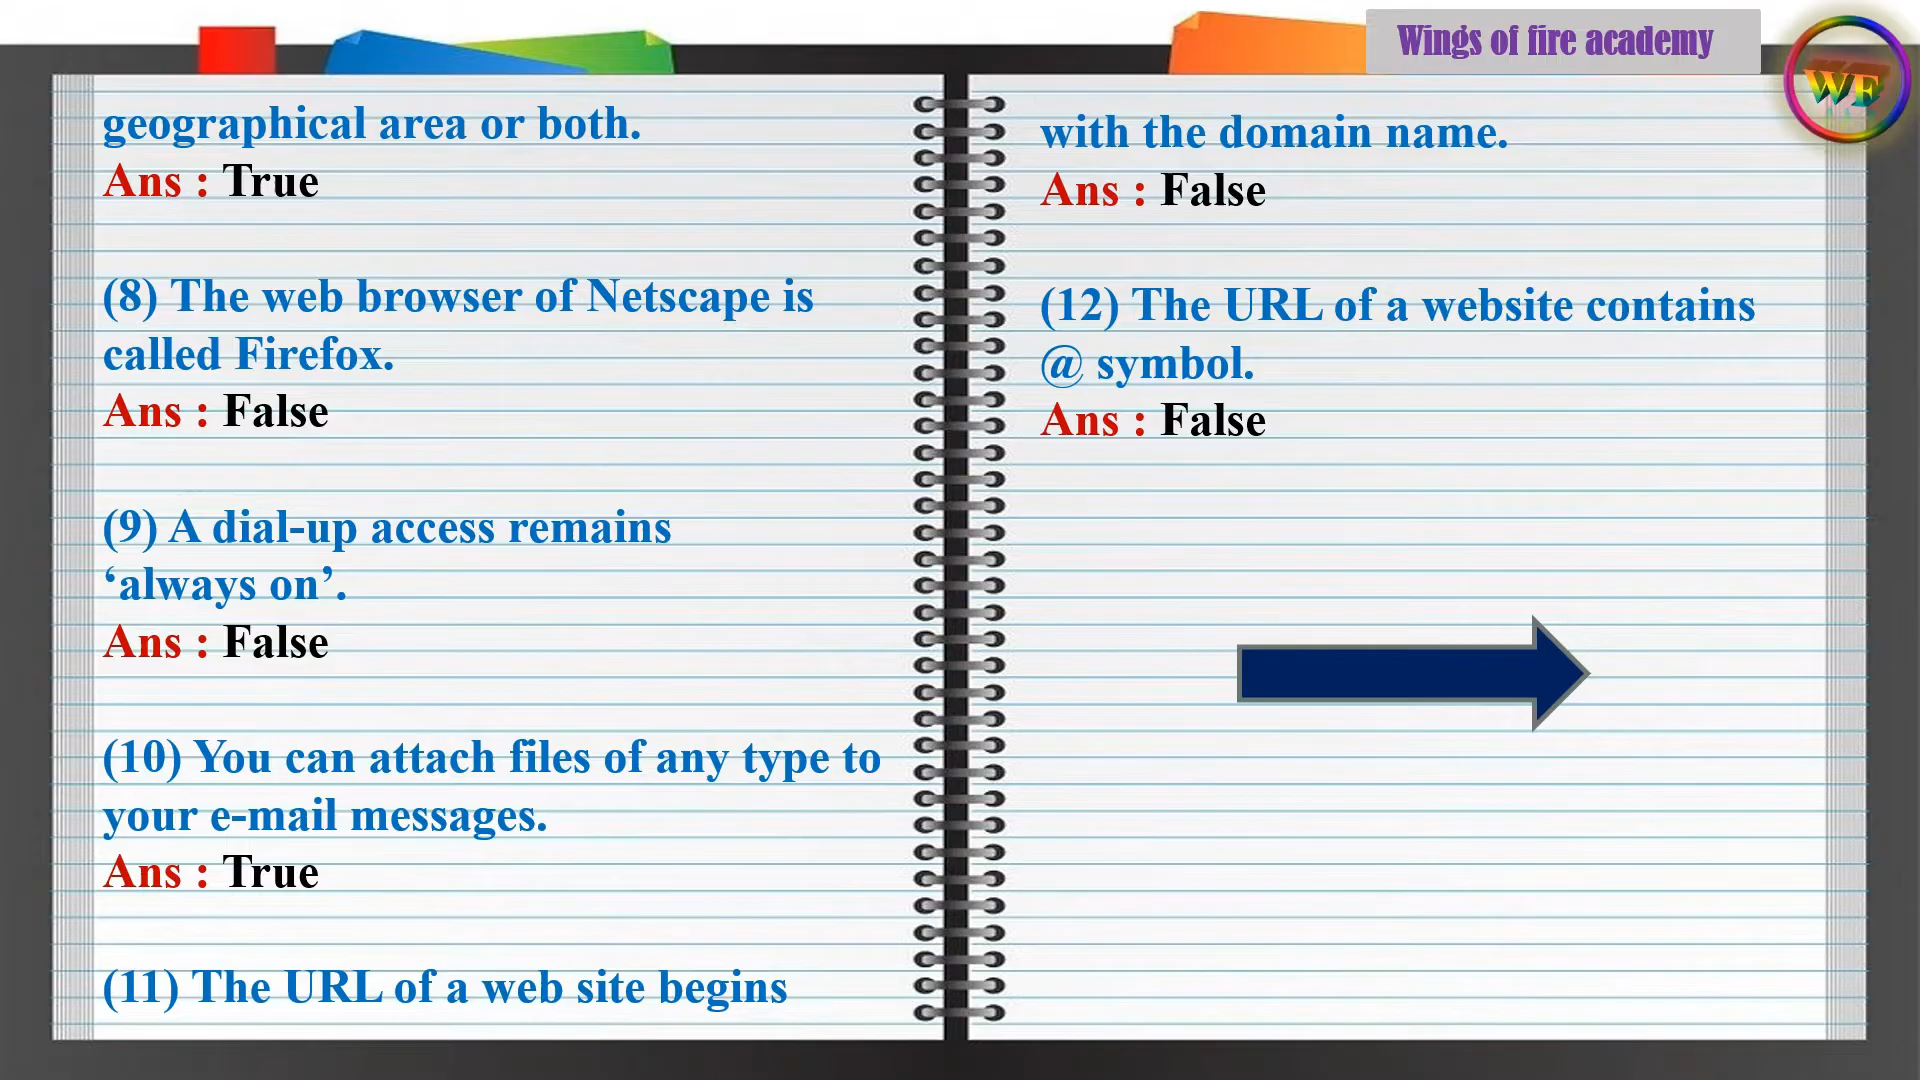 Wings of fire academy
WF
geographical area or both.
Ans : True
(8) The web browser of Netscape is
called Firefox.
Ans : False
(9) A dial-up access remains
‘always on’.
Ans : False
(10) You can attach files of any type to
your e-mail messages.
Ans : True
(11) The URL of a web site begins
with the domain name.
Ans : False
(12) The URL of a website contains
@ symbol.
Ans : False